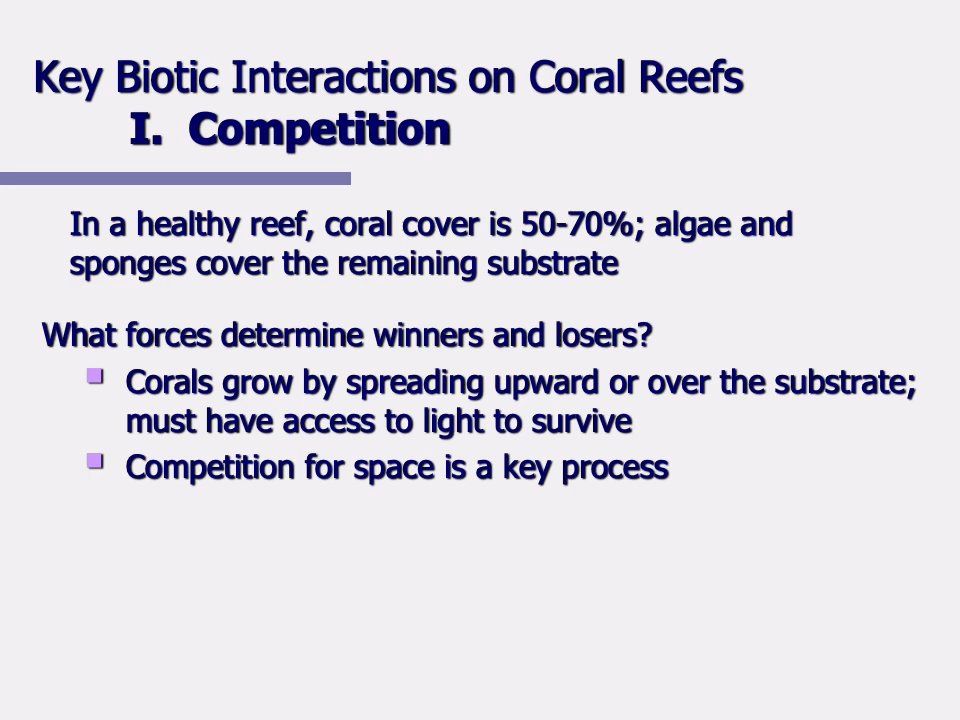 Key Biotic Interactions on Coral Reefs
I. Competition
In a healthy reef, coral cover is 50-70%; algae and
sponges cover the remaining substrate
What forces determine winners and losers?
Corals grow by spreading upward or over the substrate;
must have access to light to survive
Competition for space is a key process